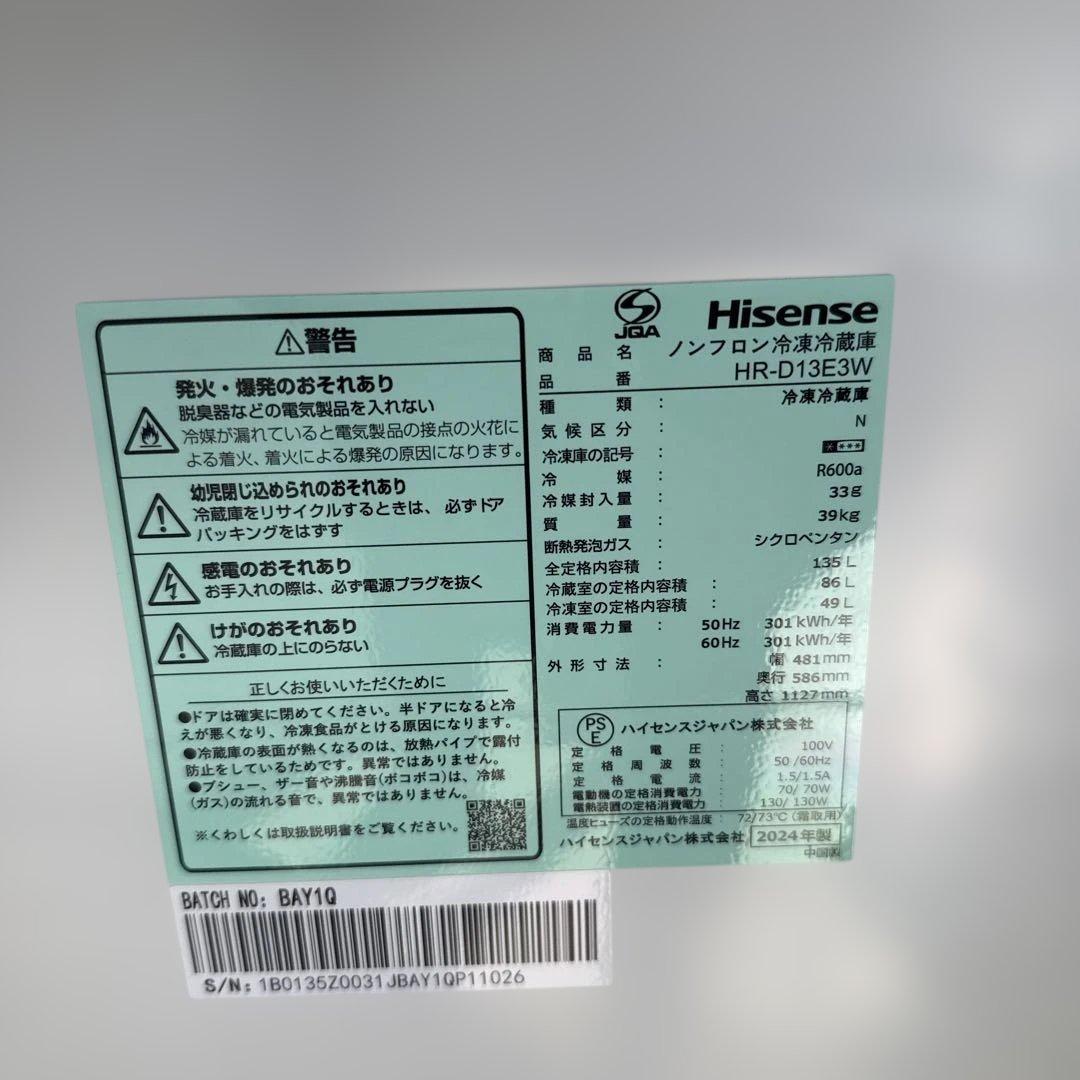 ⚠警告
発火・爆発のおそれあり
脱臭器などの電気製品を入れない
冷媒が漏れていると電気製品の接点の火花に
よる着火、着火による爆発の原因になります。
幼児閉じ込められのおそれあり
冷蔵庫をリサイクルするときは、必ずドア
パッキングをはずす
感電のおそれあり
お手入れの際は、必ず電源プラグを抜く
けがのおそれあり
冷蔵庫の上にのらない
正しくお使いいただくために
●ドアは確実に閉めてください。半ドアになると冷
えが悪くなり、冷凍食品がとける原因になります。
●冷蔵庫の表面が熱くなるのは、放熱パイプで露付
防止をしているためです。異常ではありません。
●プシュー、ザー音や沸騰音(ボコボコ)は、冷媒
(ガス)の流れる音で、異常ではありません。
※くわしくは取扱説明書をご覧ください。
JQA
Hisense
商品名 ノンフロン冷凍冷蔵庫
品番 HR-D13E3W
種類 : 冷凍冷蔵庫
気候区分 : N
冷凍庫の記号 : * ***
冷媒 : R600a
冷媒封入量 : 33g
質量 : 39kg
断熱発泡ガス : シクロペンタン
全定格内容積 : 135L
冷蔵室の定格内容積 : 86L
冷凍室の定格内容積 : 49L
消費電力量 : 50Hz 301kWh/年
60Hz 301kWh/年
外形寸法 : 幅 481mm
奥行 586mm
高さ 1127mm
PS
E
ハイセンスジャパン株式会社
定格電圧 : 100V
定格周波数 : 50/60Hz
定格電流 : 1.5/1.5A
電動機の定格消費電力 : 70/70W
電熱装置の定格消費電力 : 130/130W
温度ヒューズの定格動作温度 : 72/73℃(電取用)
ハイセンスジャパン株式会社 2024年製
中国製
BATCH NO: BAY1Q
S/N: 1B0135Z0031JBAY1QP11026